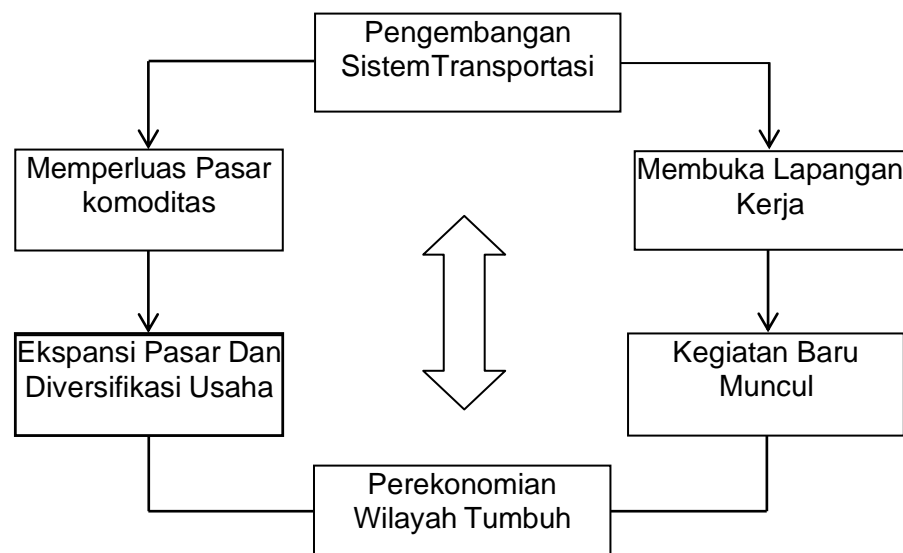 Pengembangan
SistemTransportasi
Memperluas Pasar
komoditas
Membuka Lapangan
Kerja
Ekspansi Pasar Dan
Diversifikasi Usaha
Kegiatan Baru
Muncul
Perekonomian
Wilayah Tumbuh